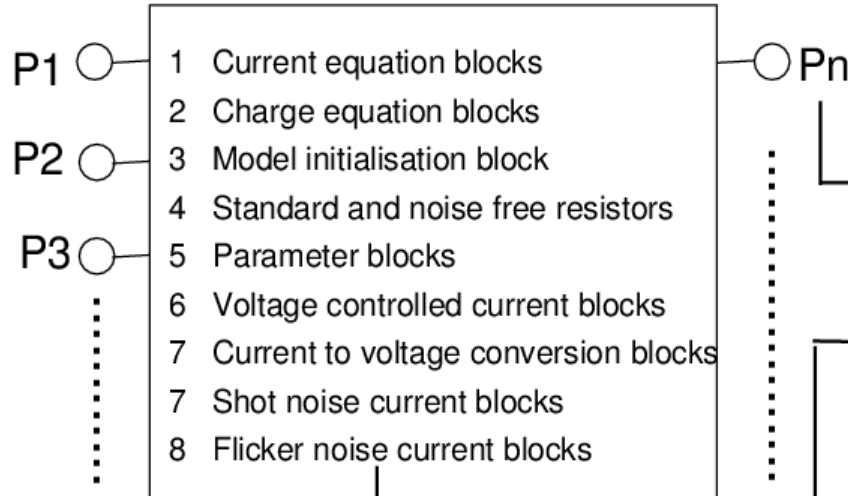 P1
1 Current equation blocks
Pn
2 Charge equation blocks
P2
3 Model initialisation block
4 Standard and noise free resistors
P3
5 Parameter blocks
6 Voltage controlled current blocks
7 Current to voltage conversion blocks
7 Shot noise current blocks
8 Flicker noise current blocks